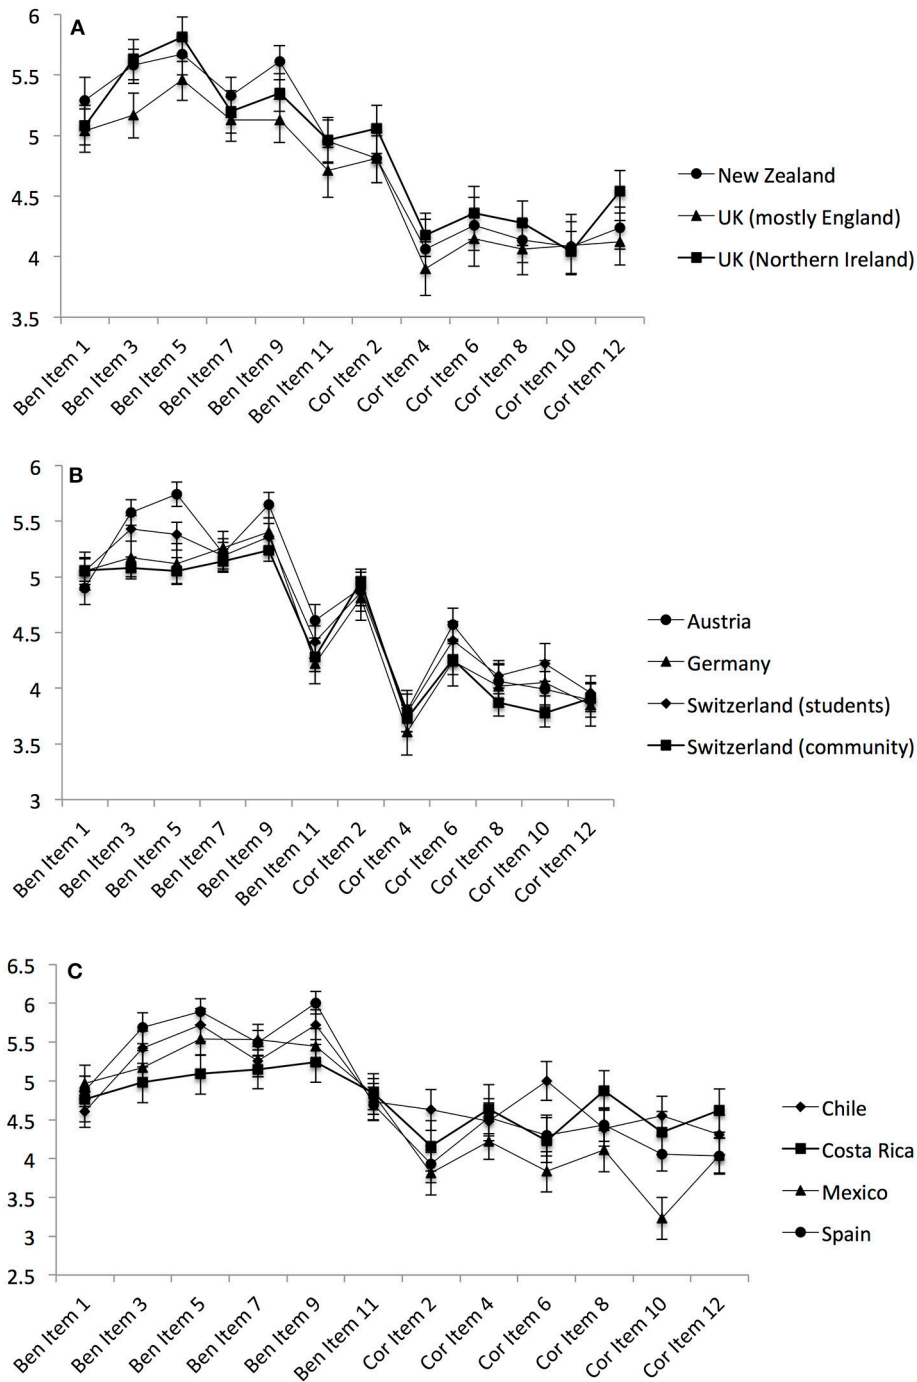 A
6
5.5
5
4.5
4
3.5
Ben Item 1
Ben Item 3
Ben Item 5
Ben Item 7
Ben Item 9
Ben Item 11
Cor Item 2
Cor Item 4
Cor Item 6
Cor Item 8
Cor Item 10
Cor Item 12
New Zealand
UK (mostly England)
UK (Northern Ireland)
B
6
5.5
5
4.5
4
3.5
3
Ben Item 1
Ben Item 3
Ben Item 5
Ben Item 7
Ben Item 9
Ben Item 11
Cor Item 2
Cor Item 4
Cor Item 6
Cor Item 8
Cor Item 10
Cor Item 12
Austria
Germany
Switzerland (students)
Switzerland (community)
C
6.5
6
5.5
5
4.5
4
3.5
3
2.5
Ben Item 1
Ben Item 3
Ben Item 5
Ben Item 7
Ben Item 9
Ben Item 11
Cor Item 2
Cor Item 4
Cor Item 6
Cor Item 8
Cor Item 10
Cor Item 12
Chile
Costa Rica
Mexico
Spain